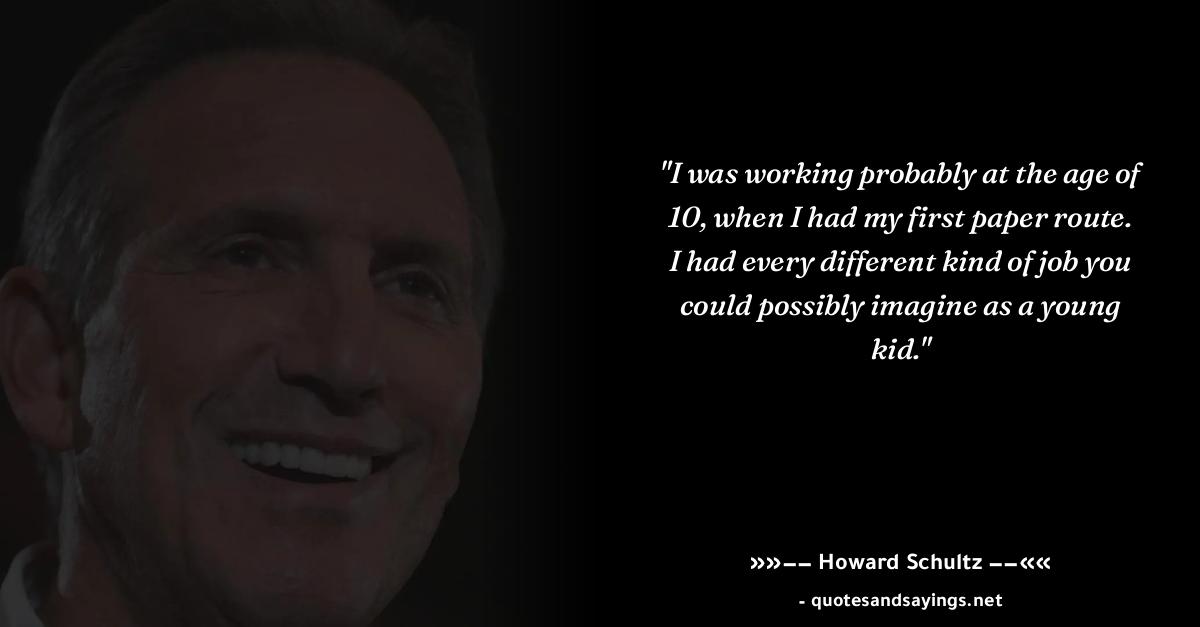 "I was working probably at the age of
10, when I had my first paper route.
I had every different kind of job you
could possibly imagine as a young
kid."
»»-- Howard Schultz --««
- quotesandsayings.net